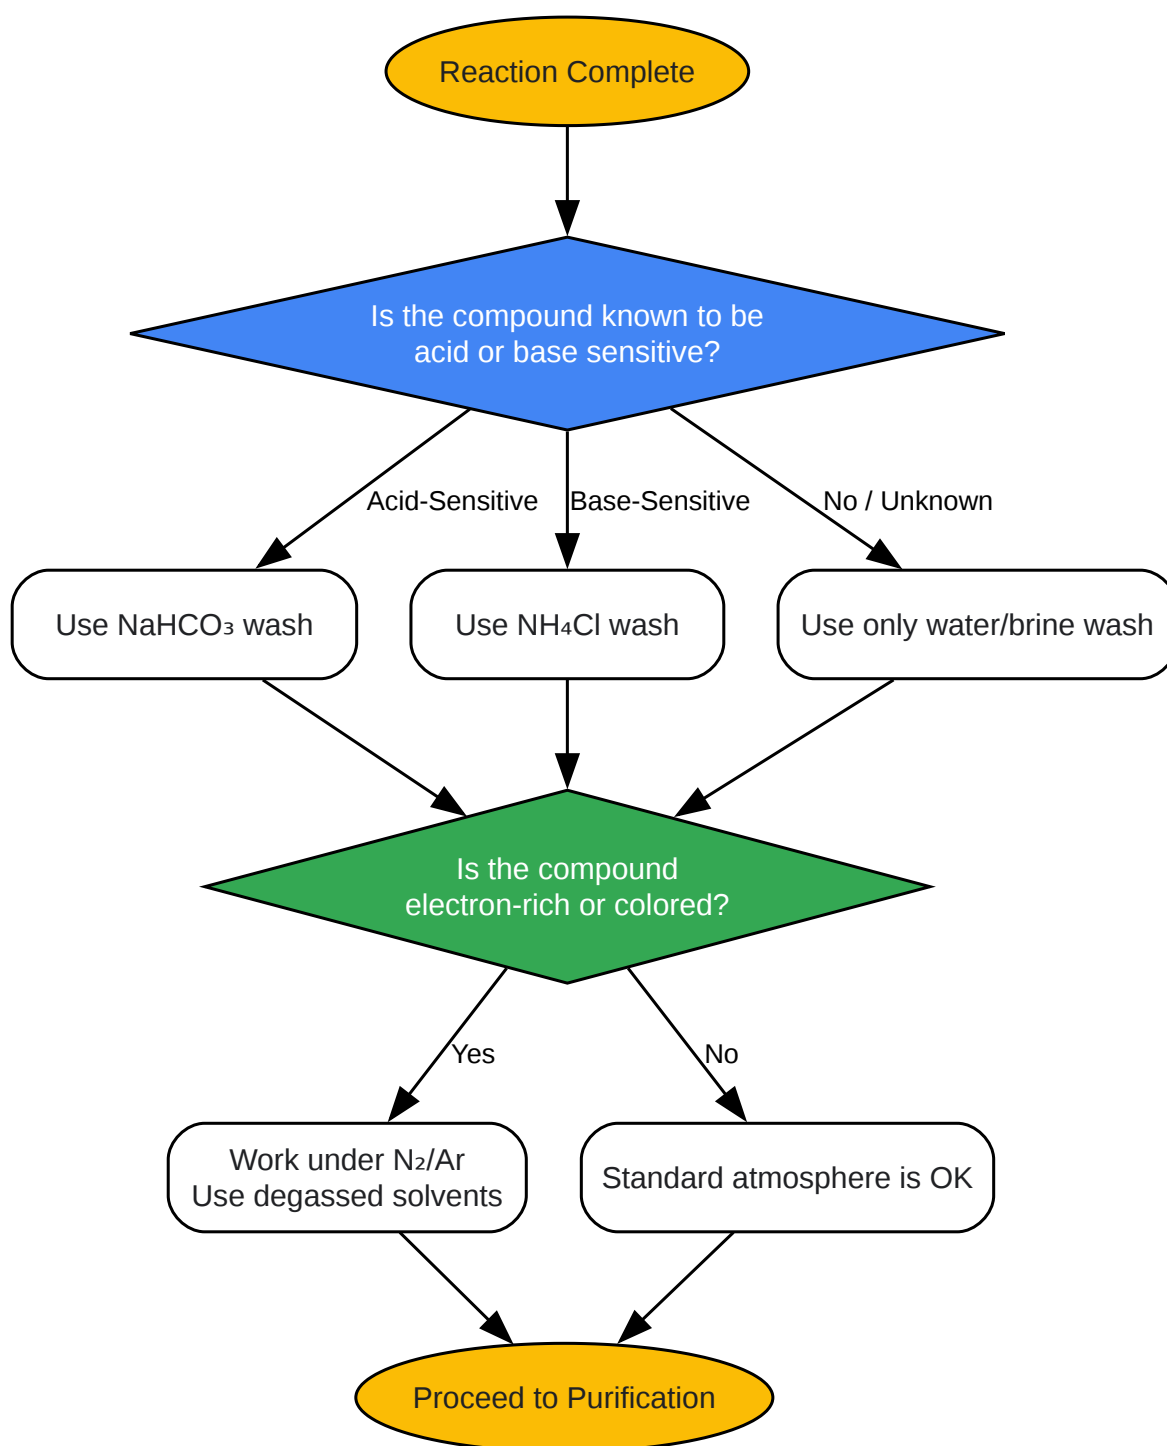 Reaction Complete
Is the compound known to be
acid or base sensitive?
Acid-Sensitive
Base-Sensitive
No / Unknown
Use NaHCO₃ wash
Use NH₄Cl wash
Use only water/brine wash
Is the compound
electron-rich or colored?
Yes
No
Work under N₂/Ar
Use degassed solvents
Standard atmosphere is OK
Proceed to Purification